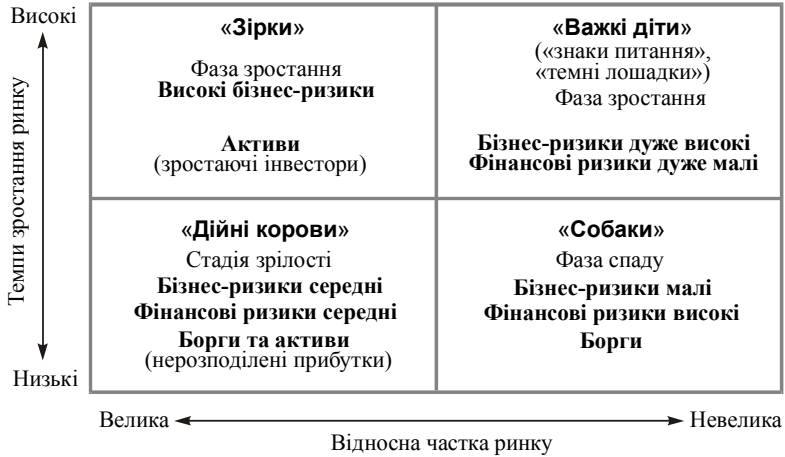 Високі
Темпи зростання ринку
Низькі
«Зірки»
Фаза зростання
Високі бізнес-ризики
Активи
(зростаючі інвестори)
«Важкі діти»
(«знаки питання»,
«темні лошадки»)
Фаза зростання
Бізнес-ризики дуже високі
Фінансові ризики дуже малі
«Дійні корови»
Стадія зрілості
Бізнес-ризики середні
Фінансові ризики середні
Борги та активи
(нерозподілені прибутки)
«Собаки»
Фаза спаду
Бізнес-ризики малі
Фінансові ризики високі
Борги
Велика
Невелика
Відносна частка ринку